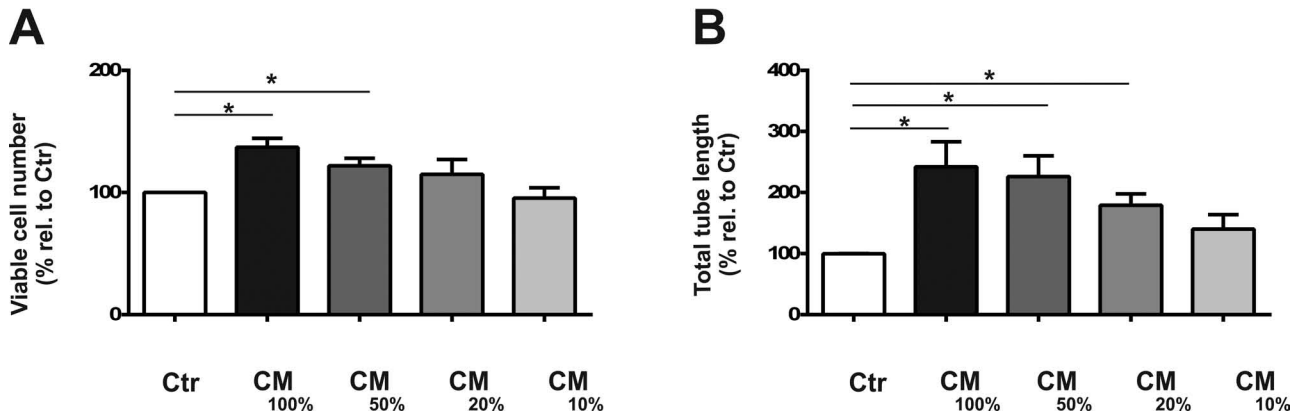 A
Viable cell number
(% rel. to Ctr)
200
100
0
*
*
Ctr
CM 100%
CM 50%
CM 20%
CM 10%
B
Total tube length
(% rel. to Ctr)
400
300
200
100
0
*
*
*
Ctr
CM 100%
CM 50%
CM 20%
CM 10%